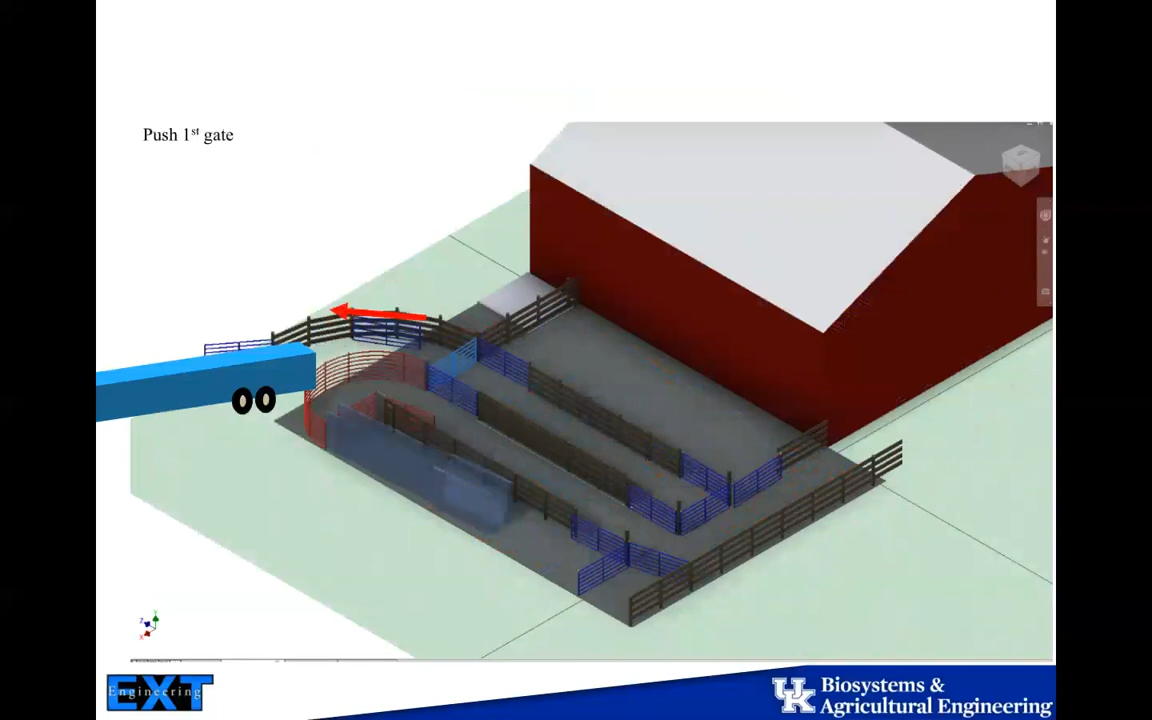 Push 1st gate
EXT
Engineering
UK
Biosystems &
Agricultural Engineering